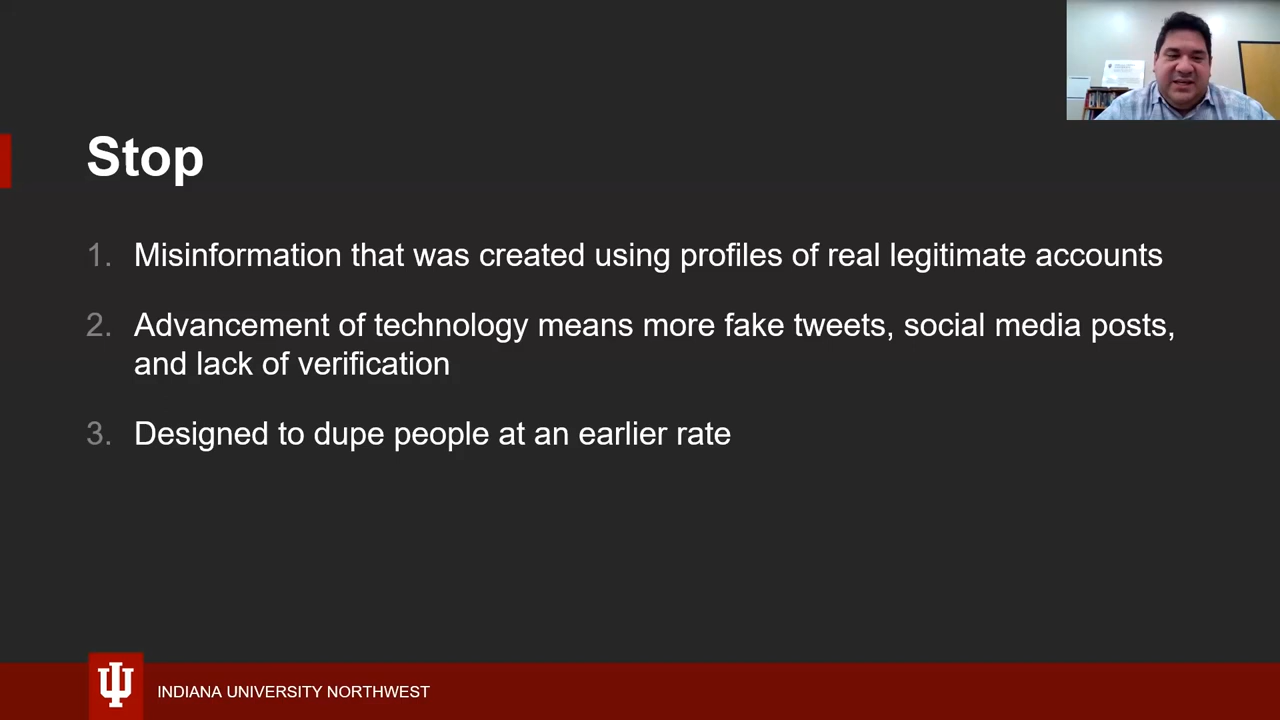 Stop
1. Misinformation that was created using profiles of real legitimate accounts
2. Advancement of technology means more fake tweets, social media posts,
and lack of verification
3. Designed to dupe people at an earlier rate
INDIANA UNIVERSITY NORTHWEST